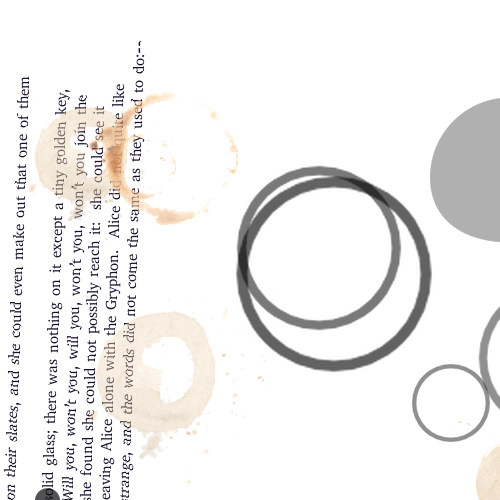 on their slates, and she could even make out that one of them
solid glass; there was nothing on it except a tiny golden key,
Will you, won't you, will you, won't you, won't you join the
she found she could not possibly reach it: she could see it
leaving Alice alone with the Gryphon. Alice did not quite like
strange, and the words did not come the same as they used to do:--